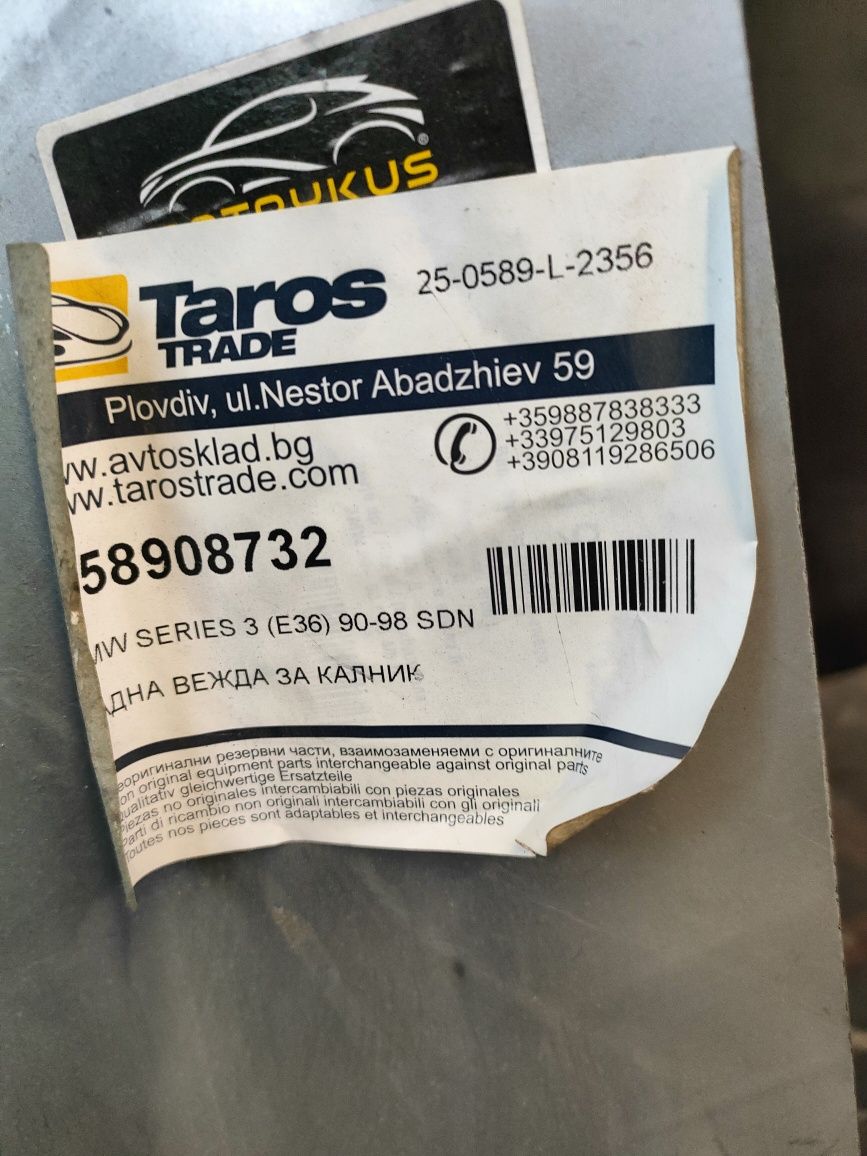 Taros
TRADE
25-0589-L-2356
Plovdiv, ul.Nestor Abadzhiev 59
ww.avtosklad.bg
ww.tarostrade.com
+359887838333
+33975129803
+3908119286506
58908732
MW SERIES 3 (E36) 90-98 SDN
АДНА ВЕЖДА ЗА КАЛНИК
еоригинални резервни части, взаимозаменяеми с оригиналните
on original equipment parts interchangeable against original parts
ualitativ gleichwertige Ersatzteile
piezas no originales intercambiabili con piezas originales
parti di ricambio non originali intercambiabili con gli originali
Toutes nos pieces sont adaptables et interchangeables